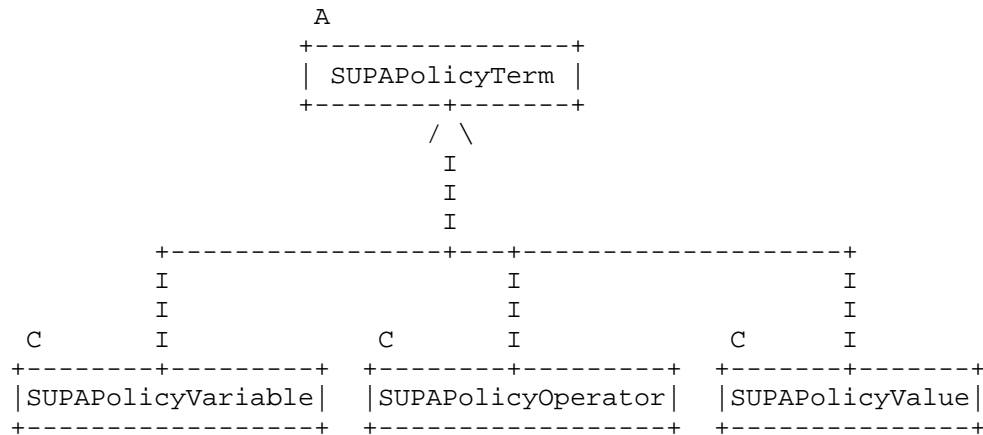 A
SUPAPolicyTerm
C C C
SUPAPolicyVariable SUPAPolicyOperator SUPAPolicyValue